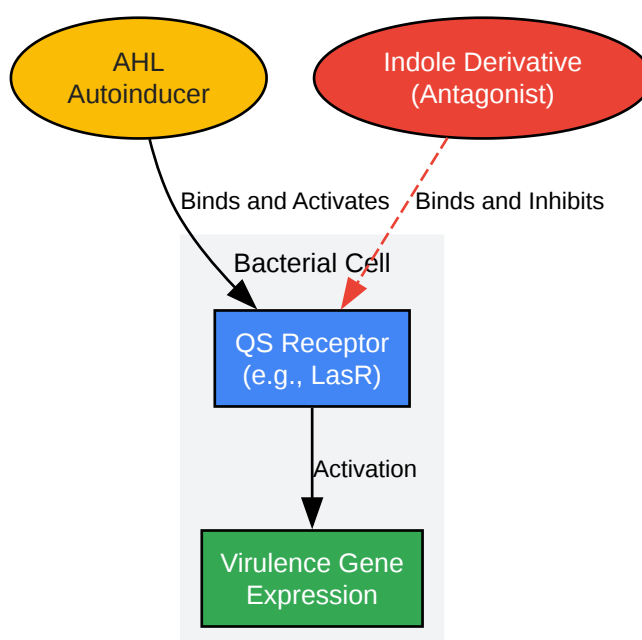 AHL
Autoinducer
Indole Derivative
(Antagonist)
Binds and Activates
Binds and Inhibits
Bacterial Cell
QS Receptor
(e.g., LasR)
Activation
Virulence Gene
Expression